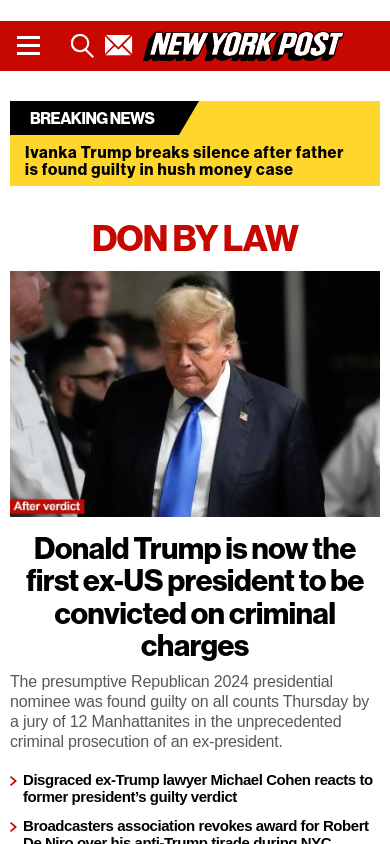 NEW YORK POST
BREAKING NEWS
Ivanka Trump breaks silence after father
is found guilty in hush money case
DON BY LAW
After verdict
Donald Trump is now the
first ex-US president to be
convicted on criminal
charges
The presumptive Republican 2024 presidential
nominee was found guilty on all counts Thursday by
a jury of 12 Manhattanites in the unprecedented
criminal prosecution of an ex-president.
Disgraced ex-Trump lawyer Michael Cohen reacts to
former president’s guilty verdict
Broadcasters association revokes award for Robert
De Niro over his anti-Trump tirade during NYC